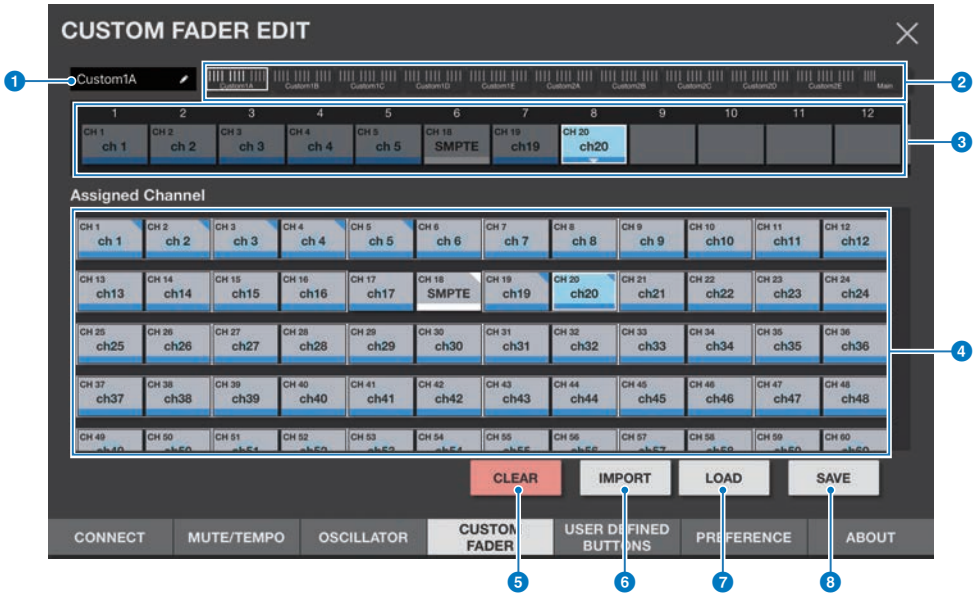 CUSTOM FADER EDIT
1
Custom1A
Custom1A Custom1B Custom1C Custom1D Custom1E Custom2A Custom2B Custom2C Custom2D Custom2E Main
2
1 2 3 4 5 6 7 8 9 10 11 12
CH 1 CH 2 CH 3 CH 4 CH 5 CH 18 CH 19 CH 20
ch 1 ch 2 ch 3 ch 4 ch 5 SMPTE ch19 ch20
3
Assigned Channel
CH 1 CH 2 CH 3 CH 4 CH 5 CH 6 CH 7 CH 8 CH 9 CH 10 CH 11 CH 12
ch 1 ch 2 ch 3 ch 4 ch 5 ch 6 ch 7 ch 8 ch 9 ch10 ch11 ch12
CH 13 CH 14 CH 15 CH 16 CH 17 CH 18 CH 19 CH 20 CH 21 CH 22 CH 23 CH 24
ch13 ch14 ch15 ch16 ch17 SMPTE ch19 ch20 ch21 ch22 ch23 ch24
CH 25 CH 26 CH 27 CH 28 CH 29 CH 30 CH 31 CH 32 CH 33 CH 34 CH 35 CH 36
ch25 ch26 ch27 ch28 ch29 ch30 ch31 ch32 ch33 ch34 ch35 ch36
4
CH 37 CH 38 CH 39 CH 40 CH 41 CH 42 CH 43 CH 44 CH 45 CH 46 CH 47 CH 48
ch37 ch38 ch39 ch40 ch41 ch42 ch43 ch44 ch45 ch46 ch47 ch48
CH 49 CH 50 CH 51 CH 52 CH 53 CH 54 CH 55 CH 56 CH 57 CH 58 CH 59 CH 60
ch49 ch50 ch51 ch52 ch53 ch54 ch55 ch56 ch57 ch58 ch59 ch60
CLEAR IMPORT LOAD SAVE
CONNECT MUTE/TEMPO OSCILLATOR CUSTOM FADER USER DEFINED BUTTONS PREFERENCE ABOUT
5 6 7 8